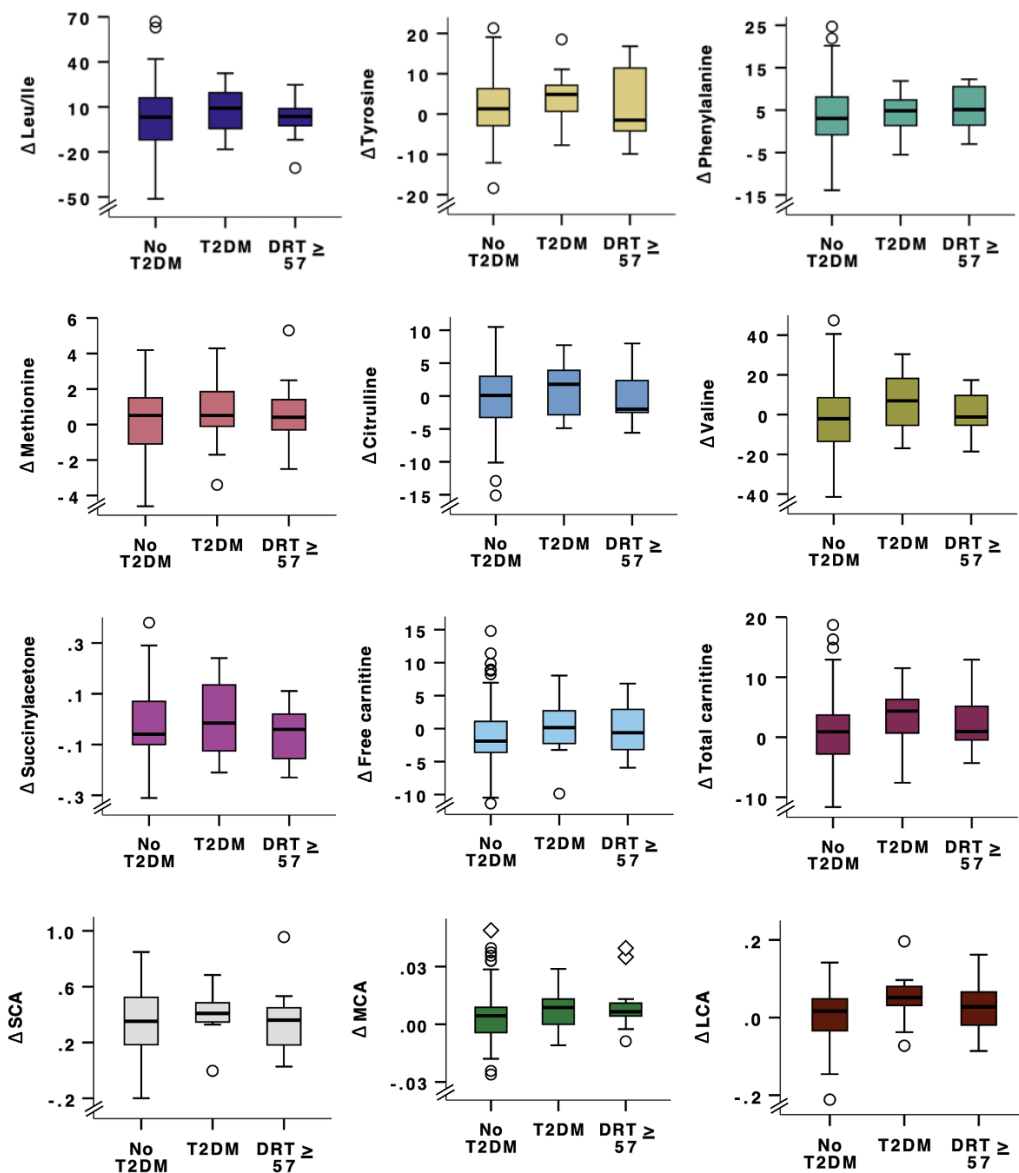 Δ Leu/Ile
70
40
10
-20
-50
No
T2DM
T2DM
DRT ≥
57
Δ Tyrosine
20
10
0
-10
-20
No
T2DM
T2DM
DRT ≥
57
Δ Phenylalanine
25
15
5
-5
-15
No
T2DM
T2DM
DRT ≥
57
Δ Methionine
6
4
2
0
-2
-4
No
T2DM
T2DM
DRT ≥
57
Δ Citrulline
10
5
0
-5
-10
-15
No
T2DM
T2DM
DRT ≥
57
Δ Valine
40
20
0
-20
-40
No
T2DM
T2DM
DRT ≥
57
Δ Succinylacetone
.3
.1
-.1
-.3
No
T2DM
T2DM
DRT ≥
57
Δ Free carnitine
15
10
5
0
-5
-10
No
T2DM
T2DM
DRT ≥
57
Δ Total carnitine
20
10
0
-10
No
T2DM
T2DM
DRT ≥
57
Δ SCA
1.0
.6
.2
-.2
No
T2DM
T2DM
DRT ≥
57
Δ MCA
.03
.00
-.03
No
T2DM
T2DM
DRT ≥
57
Δ LCA
.2
.0
-.2
No
T2DM
T2DM
DRT ≥
57